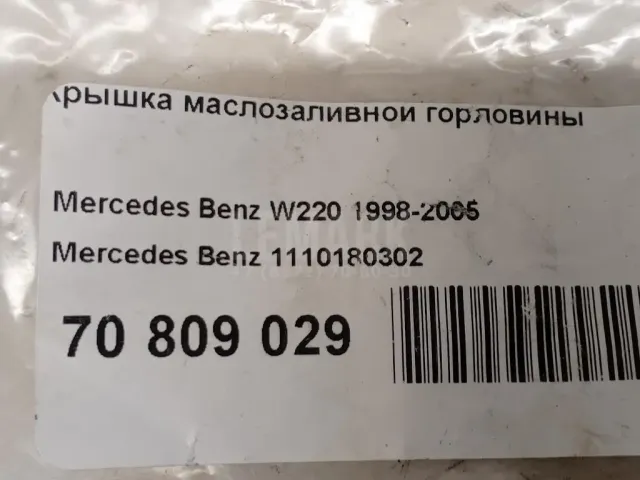 Крышка маслозаливной горловины
Mercedes Benz W220 1998-2005
Mercedes Benz 1110180302
70 809 029